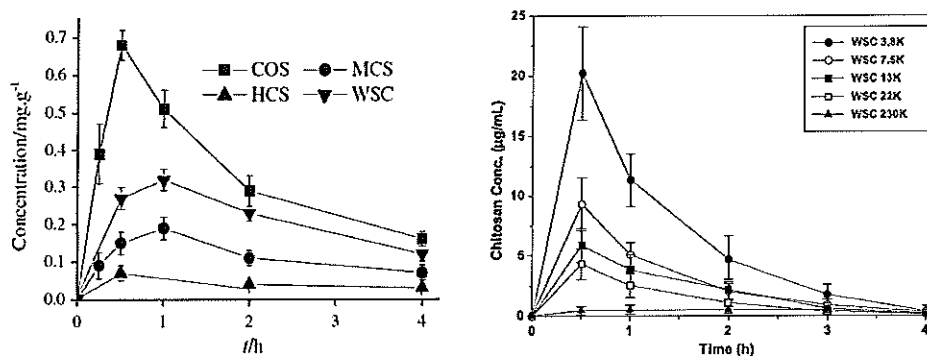 Concentration/mg.g⁻¹
0.7
0.6
0.5
0.4
0.3
0.2
0.1
0.0
COS
MCS
HCS
WSC
0
1
2
3
4
t/h
Chitosan Conc. (µg/mL)
25
20
15
10
5
0
WSC 3.8K
WSC 7.5K
WSC 13K
WSC 22K
WSC 230K
0
1
2
3
4
Time (h)